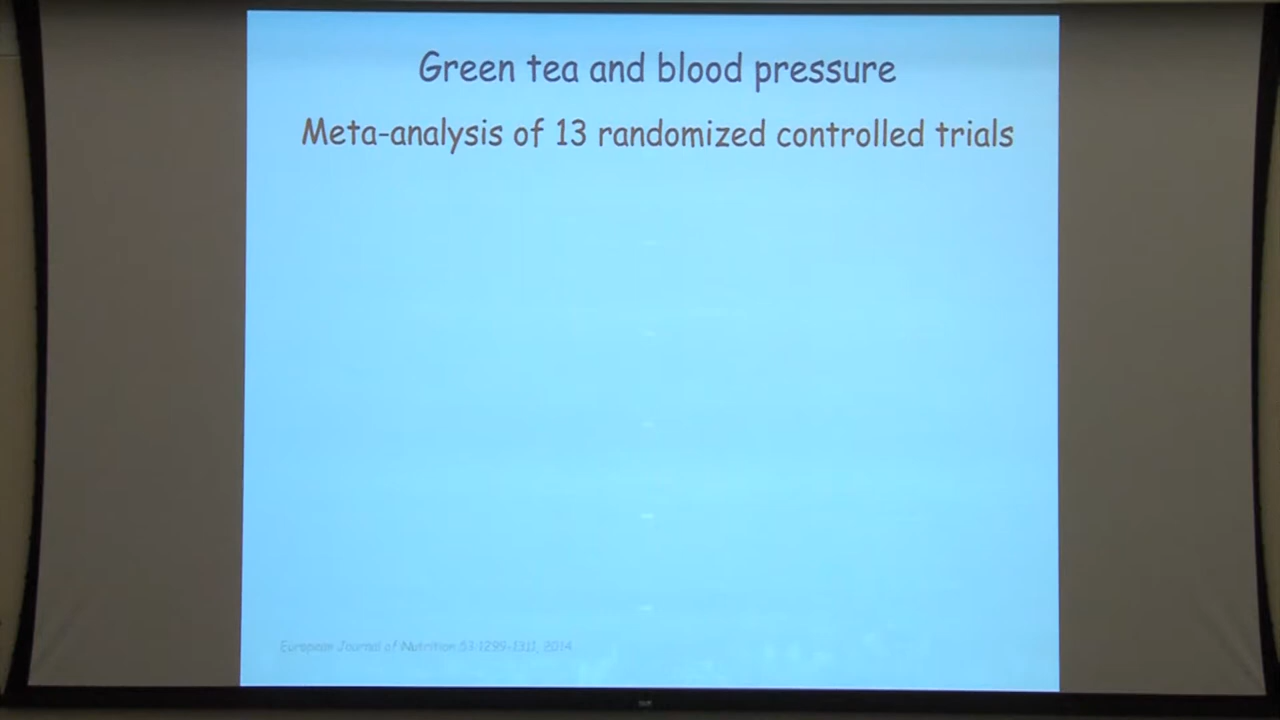 Green tea and blood pressure
Meta-analysis of 13 randomized controlled trials
European Journal of Nutrition 53:1299-1311, 2014